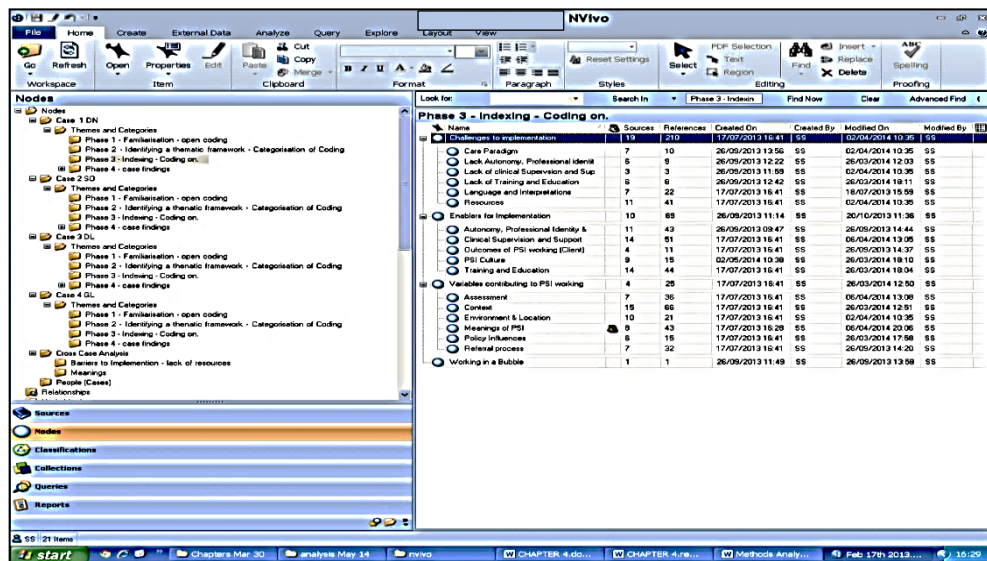 NVivo
File Home Create External Data Analyze Query Explore Layout View
Go Refresh Open Properties Edit Paste Cut Copy Merge B I U A Reset Settings Select PDF Selection Text Region Find Insert Replace Delete ABC Spelling
Workspace Item Clipboard Format Paragraph Styles Editing Proofing
Nodes
Nodes
Case 1 DN
Themes and Categories
Phase 1 - Familiarisation - open coding
Phase 2 - Identifying a thematic framework - Categorisation of Coding
Phase 3 - Indexing - Coding on.
Phase 4 - case findings
Case 2 SO
Themes and Categories
Phase 1 - Familiarisation - open coding
Phase 2 - Identifying a thematic framework - Categorisation of Coding
Phase 3 - Indexing - Coding on.
Phase 4 - case findings
Case 3 DL
Themes and Categories
Phase 1 - Familiarisation - open coding
Phase 2 - Identifying a thematic framework - Categorisation of Coding
Phase 3 - Indexing - Coding on.
Phase 4 - case findings
Case 4 GL
Themes and Categories
Phase 1 - Familiarisation - open coding
Phase 2 - Identifying a thematic framework - Categorisation of Coding
Phase 3 - Indexing - Coding on.
Phase 4 - case findings
Cross Case Analysis
Barriers to Implemention - lack of resources
Meanings
People (Cases)
Relationships
Sources
Nodes
Classifications
Collections
Queries
Reports
Look for: Search In Phase 3 - Indexin Find Now Clear Advanced Find
Phase 3 - Indexing - Coding on.
Name Sources References Created On Created By Modified On Modified By
Challenges to implementation 19 210 17/07/2013 16:41 SS 02/04/2014 10:35 SS
Care Paradigm 7 10 26/09/2013 13:56 SS 02/04/2014 10:35 SS
Lack Autonomy, Professional identit 6 9 26/09/2013 12:22 SS 26/03/2014 12:03 SS
Lack of clinical Supervsion and Sup 3 3 26/09/2013 11:59 SS 02/04/2014 10:35 SS
Lack of Training and Education 6 8 26/09/2013 12:42 SS 26/03/2014 18:11 SS
Language and Interpretations 7 22 17/07/2013 16:41 SS 18/07/2013 15:59 SS
Resources 11 41 17/07/2013 16:41 SS 02/04/2014 10:35 SS
Enablers for Implementation 10 69 26/09/2013 11:14 SS 20/10/2013 11:36 SS
Autonomy, Professional Identity & 11 43 26/09/2013 09:47 SS 26/09/2013 14:44 SS
Clinical Supervision and Support 14 51 17/07/2013 16:41 SS 06/04/2014 13:05 SS
Outcomes of PSI working (Client) 4 11 17/07/2013 16:41 SS 26/09/2013 14:37 SS
PSI Culture 9 15 02/05/2014 10:38 SS 26/03/2014 18:10 SS
Training and Education 14 44 17/07/2013 16:41 SS 26/03/2014 18:04 SS
Variables contributing to PSI working 4 25 17/07/2013 16:41 SS 26/03/2014 12:50 SS
Assessment 7 36 17/07/2013 16:41 SS 06/04/2014 13:08 SS
Context 15 66 17/07/2013 16:41 SS 26/03/2014 12:51 SS
Environment & Location 10 21 17/07/2013 16:41 SS 02/04/2014 10:35 SS
Meanings of PSI 8 43 17/07/2013 16:28 SS 06/04/2014 20:06 SS
Policy Influences 6 15 17/07/2013 16:41 SS 26/03/2014 17:58 SS
Referral process 7 32 17/07/2013 16:41 SS 26/09/2013 14:20 SS
Working in a Bubble 1 1 26/09/2013 11:49 SS 26/09/2013 13:59 SS
SS 21 Items
start Chapters Mar 30 analysis May 14 nvivo CHAPTER 4.do... CHAPTER 4.re... Methods Analy... Feb 17th 2013.... 16:29